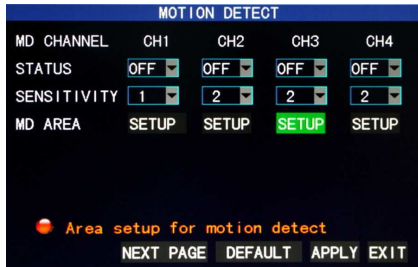 MOTION DETECT
MD CHANNEL CH1 CH2 CH3 CH4
STATUS OFF OFF OFF OFF
SENSITIVITY 1 2 2 2
MD AREA SETUP SETUP SETUP SETUP
Area setup for motion detect
NEXT PAGE DEFAULT APPLY EXIT